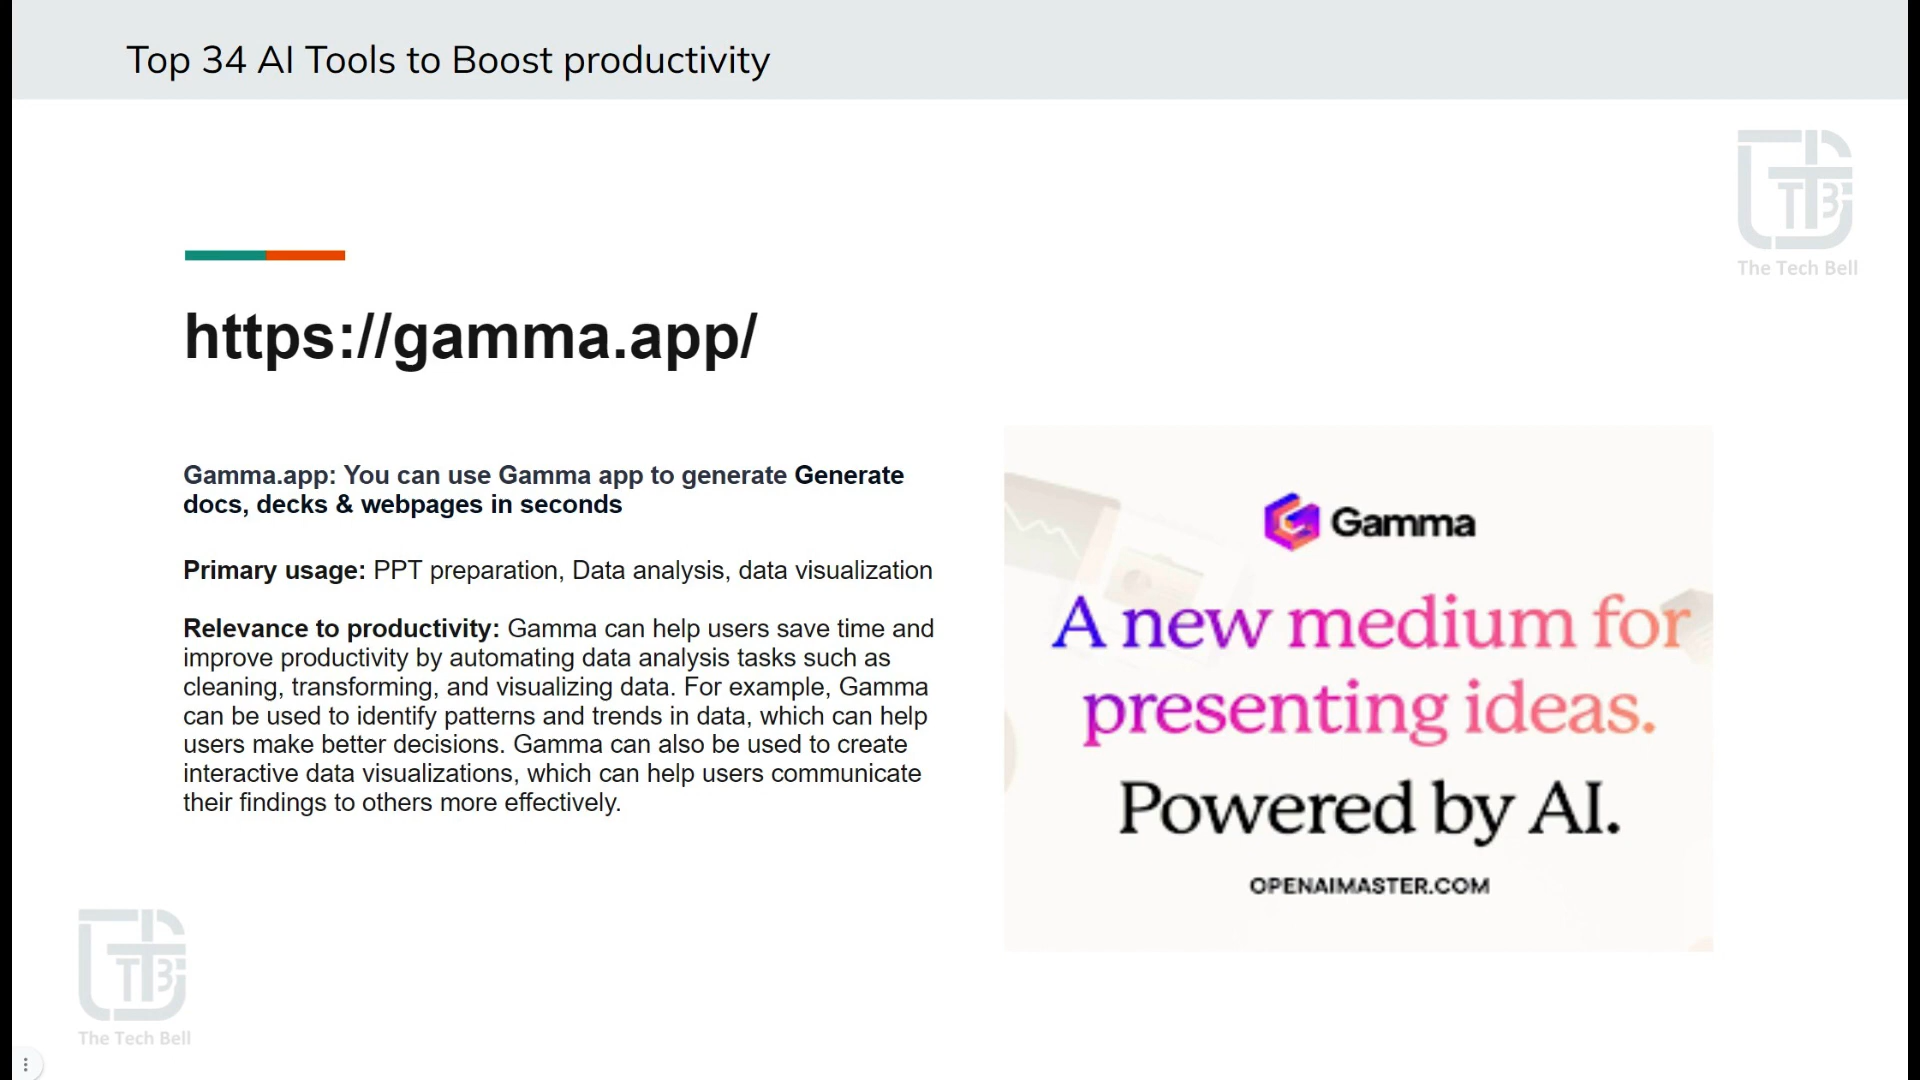 Top 34 AI Tools to Boost productivity
TTB
The Tech Bell
https://gamma.app/
Gamma.app: You can use Gamma app to generate Generate
docs, decks & webpages in seconds
Primary usage: PPT preparation, Data analysis, data visualization
Relevance to productivity: Gamma can help users save time and
improve productivity by automating data analysis tasks such as
cleaning, transforming, and visualizing data. For example, Gamma
can be used to identify patterns and trends in data, which can help
users make better decisions. Gamma can also be used to create
interactive data visualizations, which can help users communicate
their findings to others more effectively.
Gamma
A new medium for
presenting ideas.
Powered by AI.
OPENAIMASTER.COM
TTB
The Tech Bell